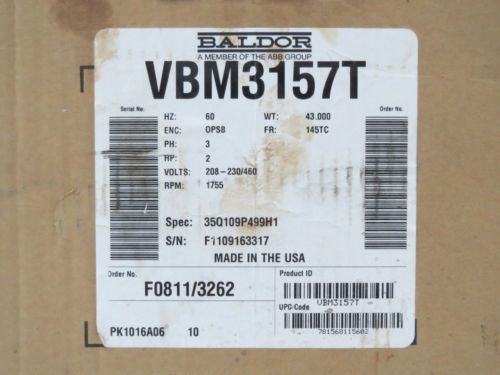 BALDOR
A MEMBER OF THE ABB GROUP
VBM3157T
Serial No.
Order No.
HZ: 60 WT: 43.000
ENC: OPSB FR: 145TC
PH: 3
HP: 2
VOLTS: 208-230/460
RPM: 1755
Spec: 35Q109P499H1
S/N: F1109163317
MADE IN THE USA
Order No.
F0811/3262
Product ID
VBM3157T
UPC Code
781568115602
PK1016A06 10